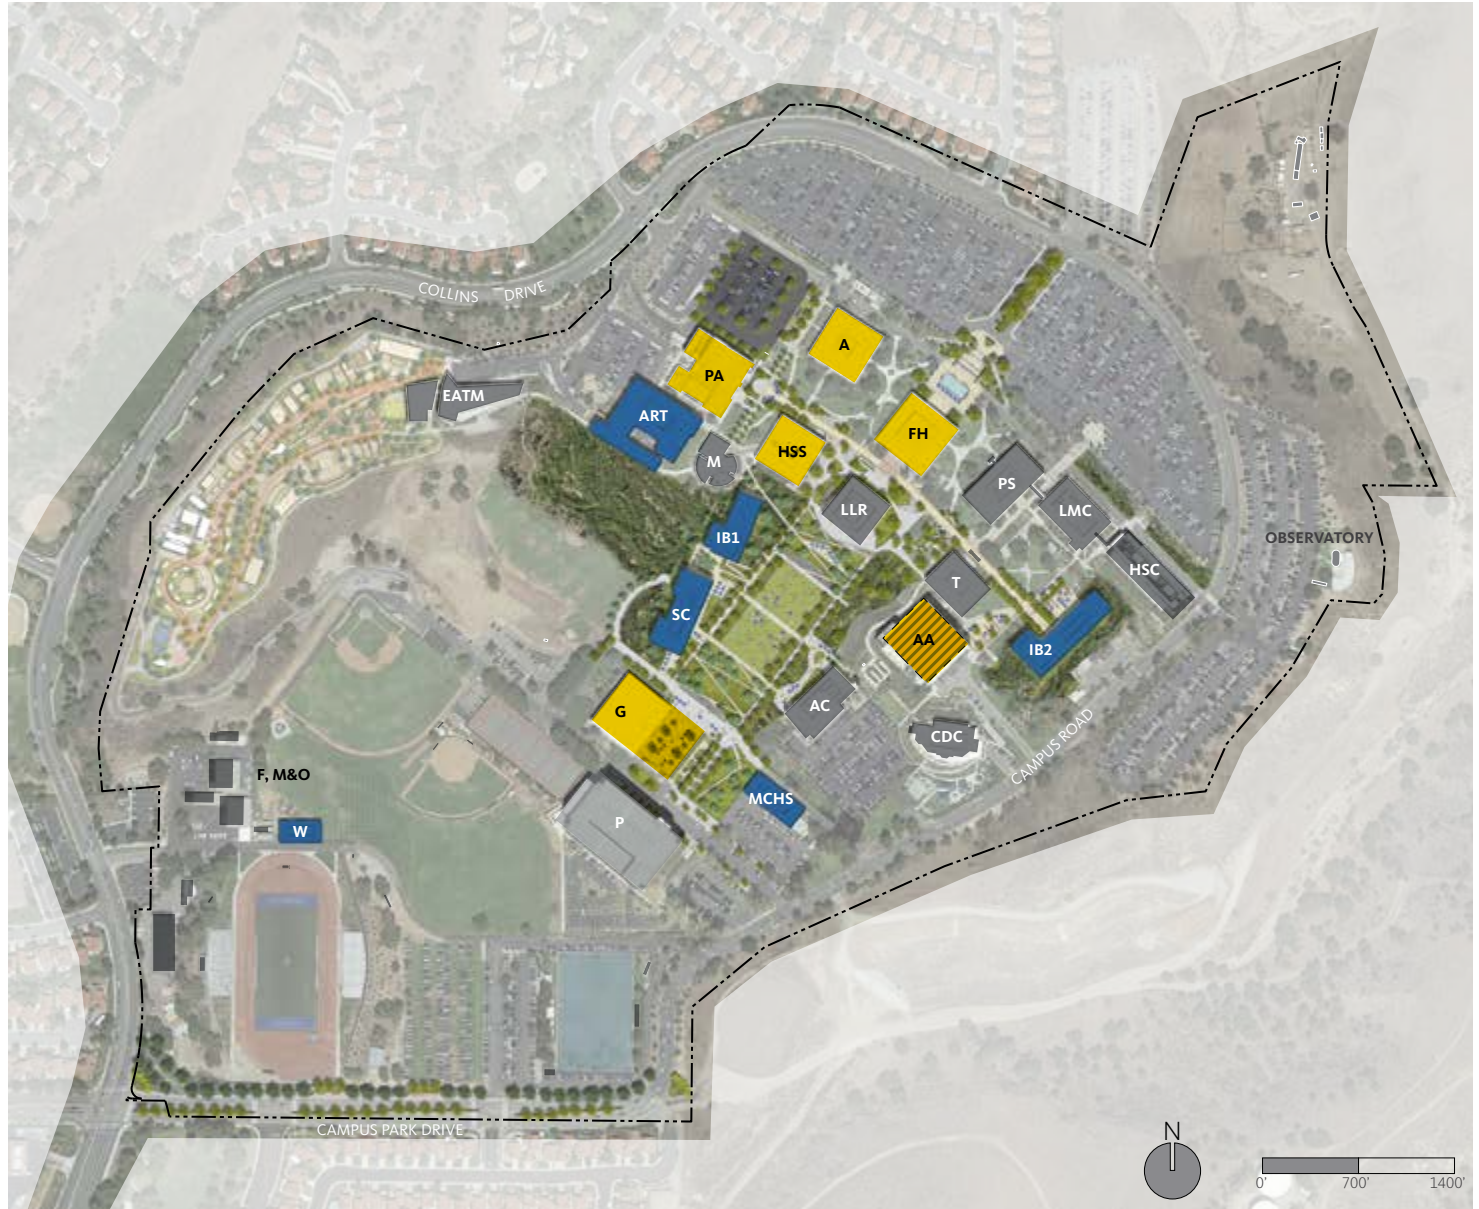 COLLINS DRIVE
A
PA
EATM
ART
FH
HSS
M
PS
LLR
LMC
IB1
OBSERVATORY
HSC
T
SC
AA
IB2
AC
G
CDC
CAMPUS ROAD
F, M&O
MCHS
P
W
CAMPUS PARK DRIVE
N
0' 700' 1400'